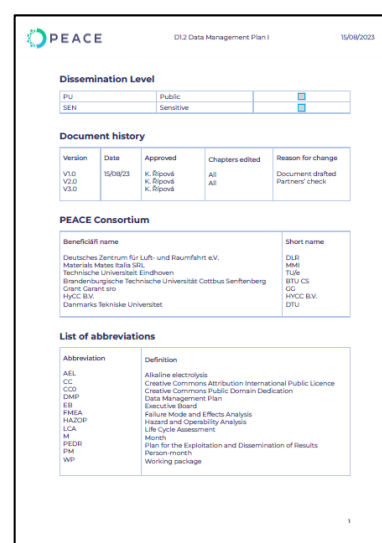 PEACE D1.2 Data Management Plan I 15/08/2023
Dissemination Level
PU Public
SEN Sensitive
Document history
Version Date Approved Chapters edited Reason for change
V1.0 15/08/23 K. Řípová All Document drafted
V2.0 K. Řípová All Partners' check
V3.0 K. Řípová
PEACE Consortium
Beneficiáři name Short name
Deutsches Zentrum für Luft- und Raumfahrt e.V. DLR
Materials Mates Italia SRL MMI
Technische Universiteit Eindhoven TU/e
Brandenburgische Technische Universität Cottbus Senftenberg BTU CS
Grant Garant sro GG
HyCC B.V. HYCC B.V.
Danmarks Tekniske Universitet DTU
List of abbreviations
Abbreviation Definition
AEL Alkaline electrolysis
CC Creative Commons Attribution International Public Licence
CC0 Creative Commons Public Domain Dedication
DMP Data Management Plan
EB Executive Board
FMEA Failure Mode and Effects Analysis
HAZOP Hazard and Operability Analysis
LCA Life Cycle Assessment
M Month
PEDR Plan for the Exploitation and Dissemination of Results
PM Person-month
WP Working package
1